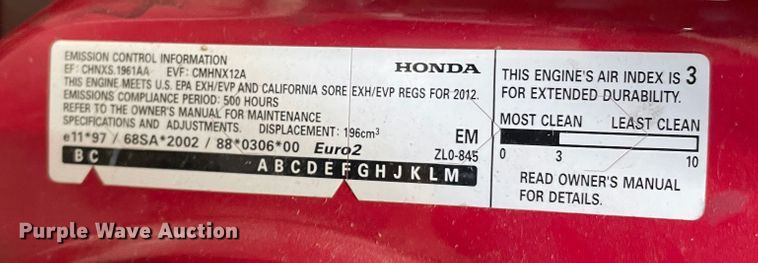 EMISSION CONTROL INFORMATION
EF: CHNXS.1961AA EVF: CMHNX12A
HONDA
THIS ENGINE MEETS U.S. EPA EXH/EVP AND CALIFORNIA SORE EXH/EVP REGS FOR 2012.
EMISSIONS COMPLIANCE PERIOD: 500 HOURS
REFER TO THE OWNER'S MANUAL FOR MAINTENANCE
SPECIFICATIONS AND ADJUSTMENTS. DISPLACEMENT: 196cm³
EM
e11*97 / 68SA*2002 / 88*0306*00 Euro2
ZL0-845
B C
A B C D E F G H J K L M
THIS ENGINE'S AIR INDEX IS 3
FOR EXTENDED DURABILITY.
MOST CLEAN LEAST CLEAN
0 3 10
READ OWNER'S MANUAL
FOR DETAILS.
Purple Wave Auction